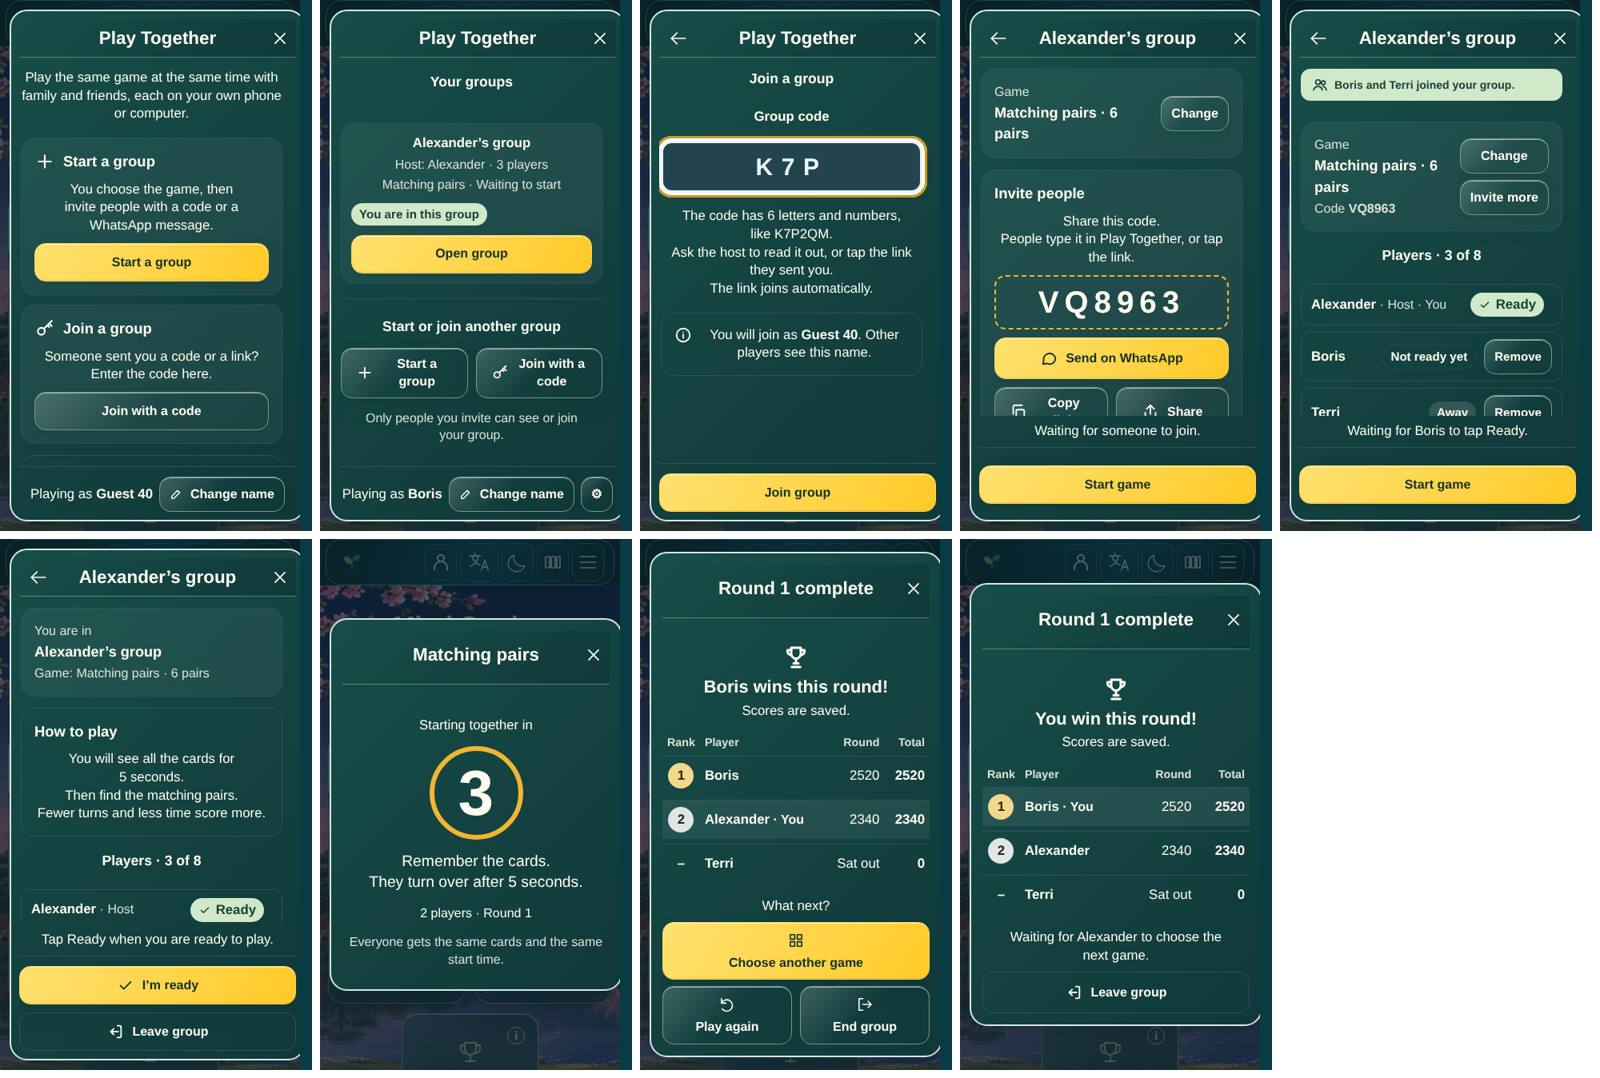 Play Together
Play the same game at the same time with
family and friends, each on your own phone
or computer.
Start a group
You choose the game, then
invite people with a code or a
WhatsApp message.
Start a group
Join a group
Someone sent you a code or a link?
Enter the code here.
Join with a code
Playing as Guest 40
Change name
Play Together
Your groups
Alexander’s group
Host: Alexander · 3 players
Matching pairs · Waiting to start
You are in this group
Open group
Start or join another group
Start a
group
Join with a
code
Only people you invite can see or join
your group.
Playing as Boris
Change name
Play Together
Join a group
Group code
K7P
The code has 6 letters and numbers,
like K7P2QM.
Ask the host to read it out, or tap the link
they sent you.
The link joins automatically.
You will join as Guest 40. Other
players see this name.
Join group
Alexander’s group
Game
Matching pairs · 6
pairs
Change
Invite people
Share this code.
People type it in Play Together, or tap
the link.
VQ8963
Send on WhatsApp
Copy
Share
Waiting for someone to join.
Start game
Alexander’s group
Boris and Terri joined your group.
Game
Matching pairs · 6
pairs
Code VQ8963
Change
Invite more
Players · 3 of 8
Alexander · Host · You
Ready
Boris
Not ready yet
Remove
Terri
Away
Remove
Waiting for Boris to tap Ready.
Start game
Alexander’s group
You are in
Alexander’s group
Game: Matching pairs · 6 pairs
How to play
You will see all the cards for
5 seconds.
Then find the matching pairs.
Fewer turns and less time score more.
Players · 3 of 8
Alexander · Host
Ready
Tap Ready when you are ready to play.
I’m ready
Leave group
Matching pairs
Starting together in
3
Remember the cards.
They turn over after 5 seconds.
2 players · Round 1
Everyone gets the same cards and the same
start time.
Round 1 complete
Boris wins this round!
Scores are saved.
Rank Player Round Total
1 Boris 2520 2520
2 Alexander · You 2340 2340
– Terri Sat out 0
What next?
Choose another game
Play again
End group
Round 1 complete
You win this round!
Scores are saved.
Rank Player Round Total
1 Boris · You 2520 2520
2 Alexander 2340 2340
– Terri Sat out 0
Waiting for Alexander to choose the
next game.
Leave group